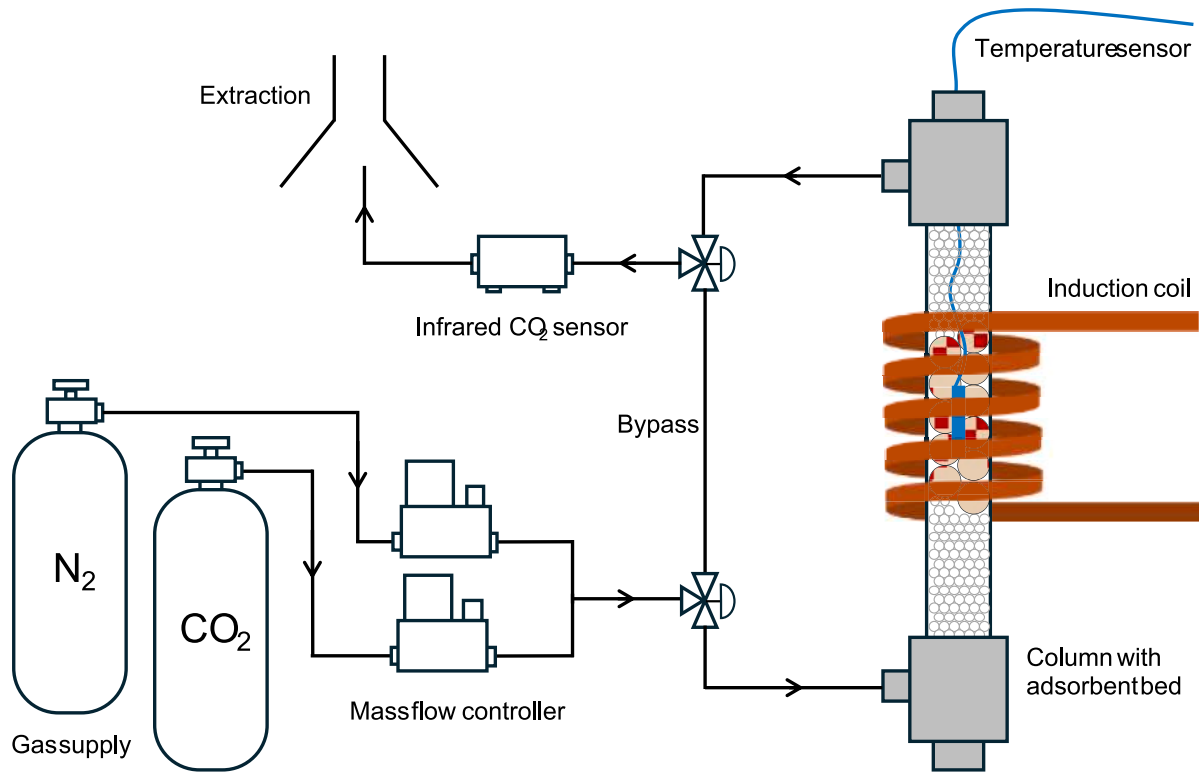 Temperaturesensor
Extraction
Induction coil
Infrared CO2 sensor
Bypass
N2
CO2
Column with
adsorbentbed
Massflow controller
Gassupply